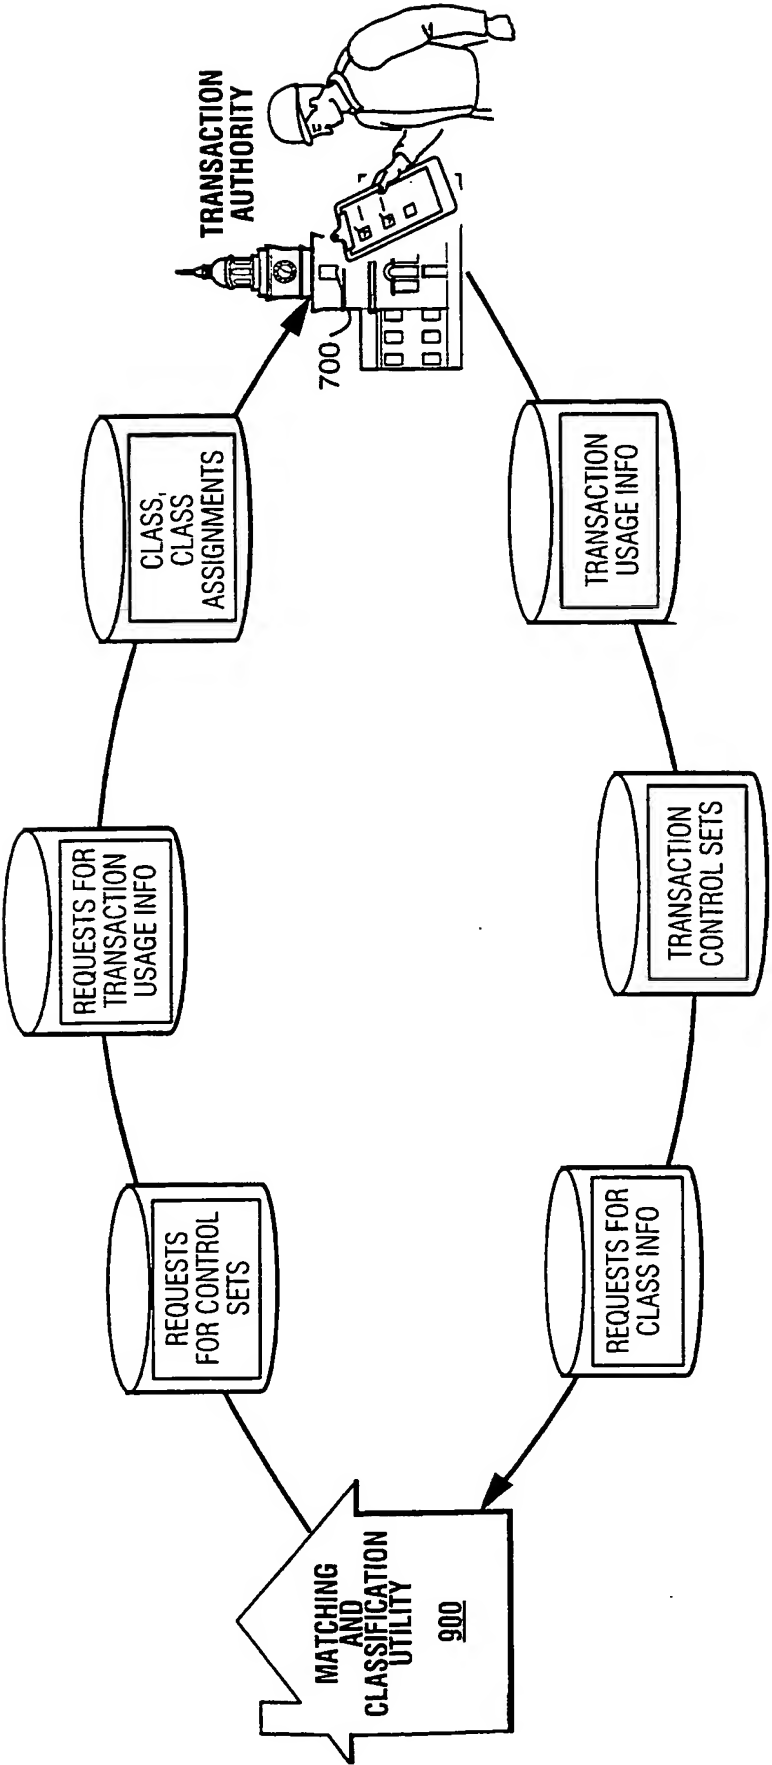 REQUESTS FOR
TRANSACTION
USAGE INFO
REQUESTS
FOR CONTROL
SETS
CLASS,
CLASS
ASSIGNMENTS
TRANSACTION
AUTHORITY
700
MATCHING
AND
CLASSIFICATION
UTILITY
900
REQUESTS FOR
CLASS INFO
TRANSACTION
CONTROL SETS
TRANSACTION
USAGE INFO